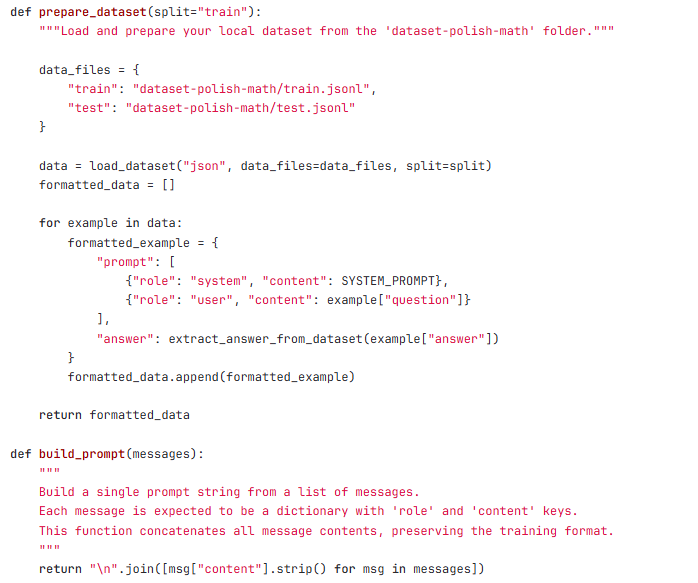 def prepare_dataset(split="train"):
    """Load and prepare your local dataset from the 'dataset-polish-math' folder."""

    data_files = {
        "train": "dataset-polish-math/train.jsonl",
        "test": "dataset-polish-math/test.jsonl"
    }

    data = load_dataset("json", data_files=data_files, split=split)
    formatted_data = []

    for example in data:
        formatted_example = {
            "prompt": [
                {"role": "system", "content": SYSTEM_PROMPT},
                {"role": "user", "content": example["question"]}
            ],
            "answer": extract_answer_from_dataset(example["answer"])
        }
        formatted_data.append(formatted_example)

    return formatted_data

def build_prompt(messages):
    """
    Build a single prompt string from a list of messages.
    Each message is expected to be a dictionary with 'role' and 'content' keys.
    This function concatenates all message contents, preserving the training format.
    """
    return "\n".join([msg["content"].strip() for msg in messages])